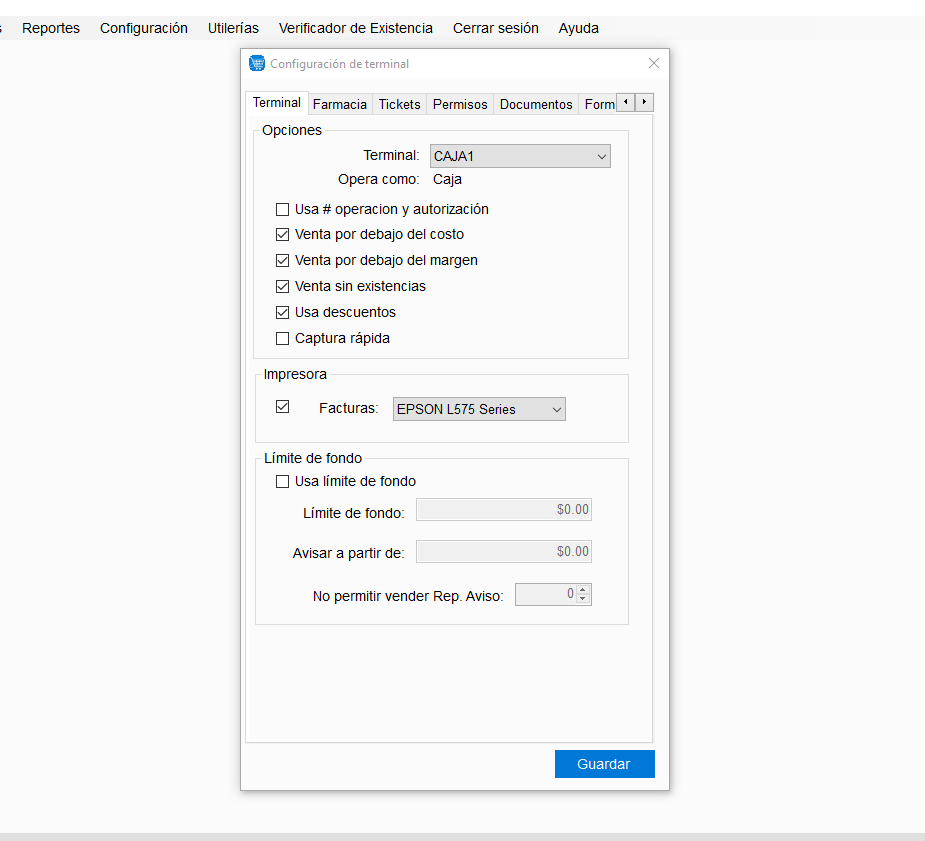 s Reportes Configuración Utilerías Verificador de Existencia Cerrar sesión Ayuda
Configuración de terminal
Terminal Farmacia Tickets Permisos Documentos Form
Opciones
Terminal: CAJA1
Opera como: Caja
Usa # operacion y autorización
Venta por debajo del costo
Venta por debajo del margen
Venta sin existencias
Usa descuentos
Captura rápida
Impresora
Facturas: EPSON L575 Series
Límite de fondo
Usa límite de fondo
Límite de fondo: $0.00
Avisar a partir de: $0.00
No permitir vender Rep. Aviso: 0
Guardar